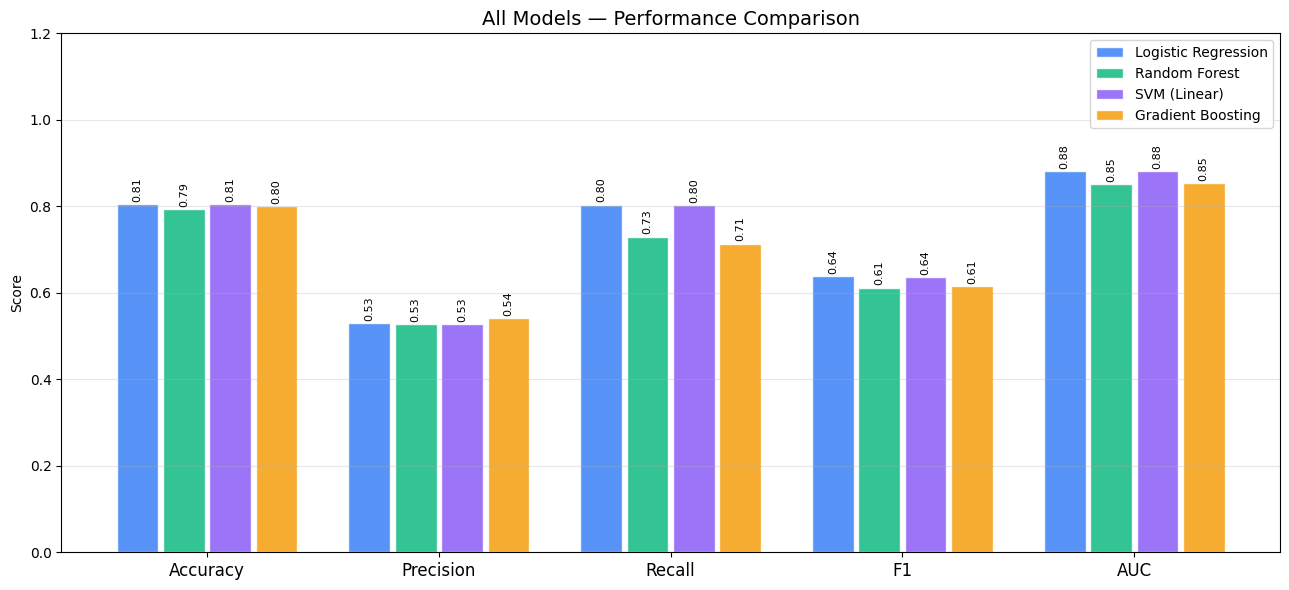 All Models — Performance Comparison
Score
1.2
1.0
0.8
0.6
0.4
0.2
0.0
Logistic Regression
Random Forest
SVM (Linear)
Gradient Boosting
0.81
0.79
0.81
0.80
0.53
0.53
0.53
0.54
0.80
0.73
0.80
0.71
0.64
0.61
0.64
0.61
0.88
0.85
0.88
0.85
Accuracy
Precision
Recall
F1
AUC